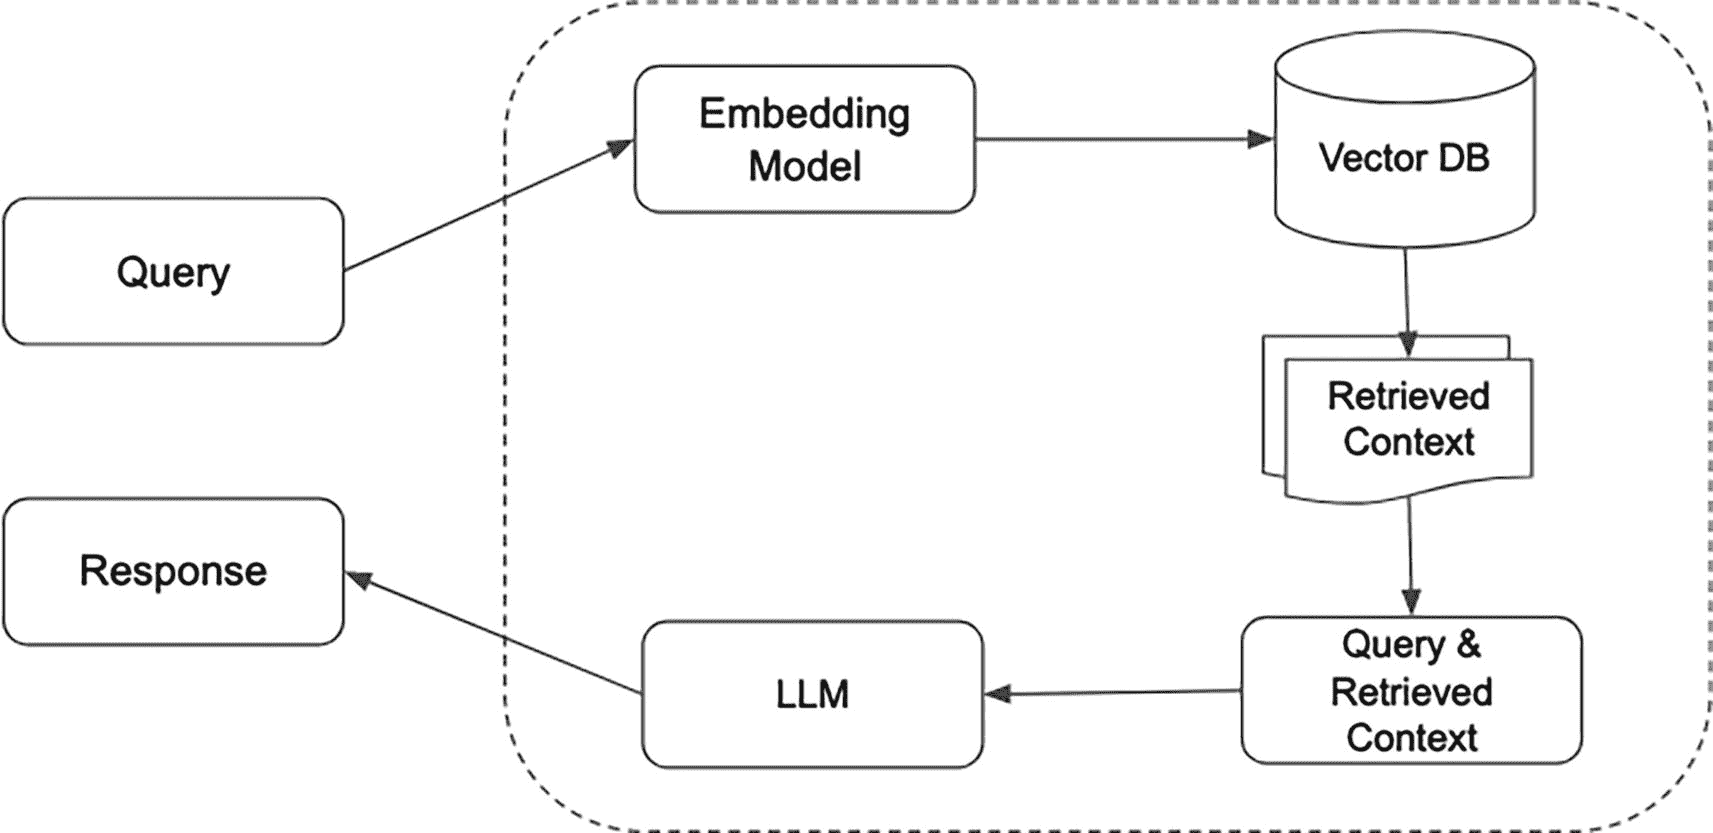 Embedding
Model
Vector DB
Query
Retrieved
Context
Response
Query &
Retrieved
Context
LLM